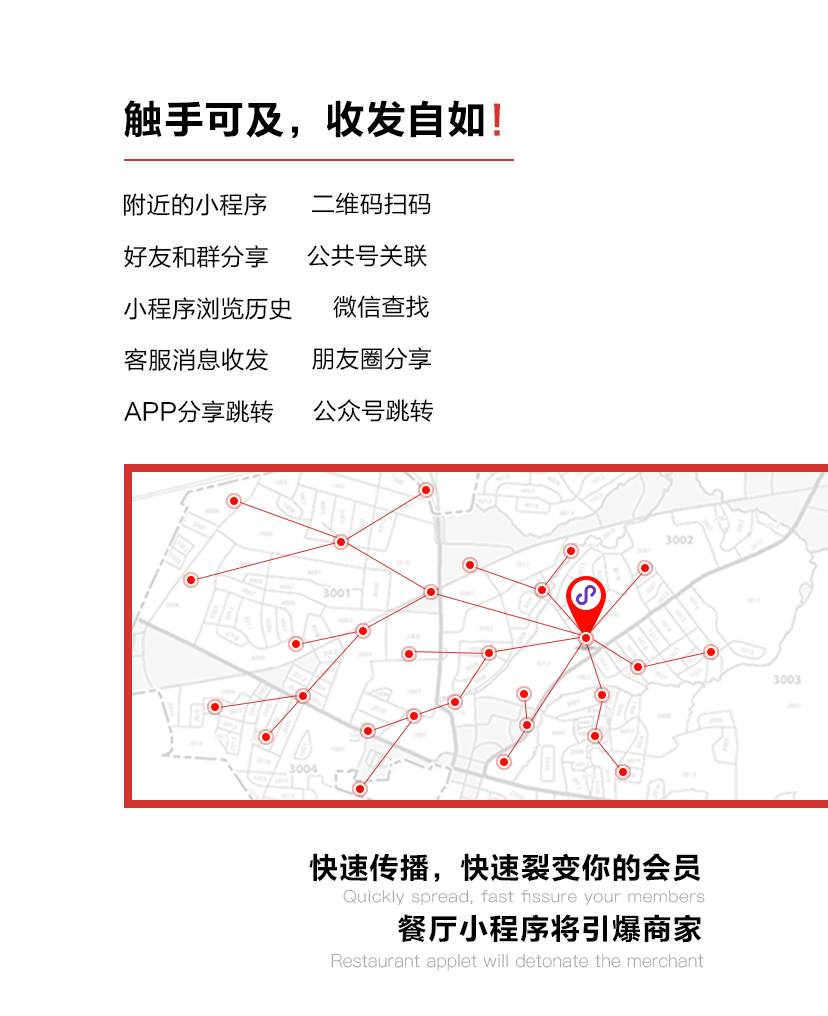 触手可及，收发自如！
附近的小程序 二维码扫码
好友和群分享 公共号关联
小程序浏览历史 微信查找
客服消息收发 朋友圈分享
APP分享跳转 公众号跳转
3002
3001
3003
3004
快速传播，快速裂变你的会员
Quickly spread, fast fissure your members
餐厅小程序将引爆商家
Restaurant applet will detonate the merchant